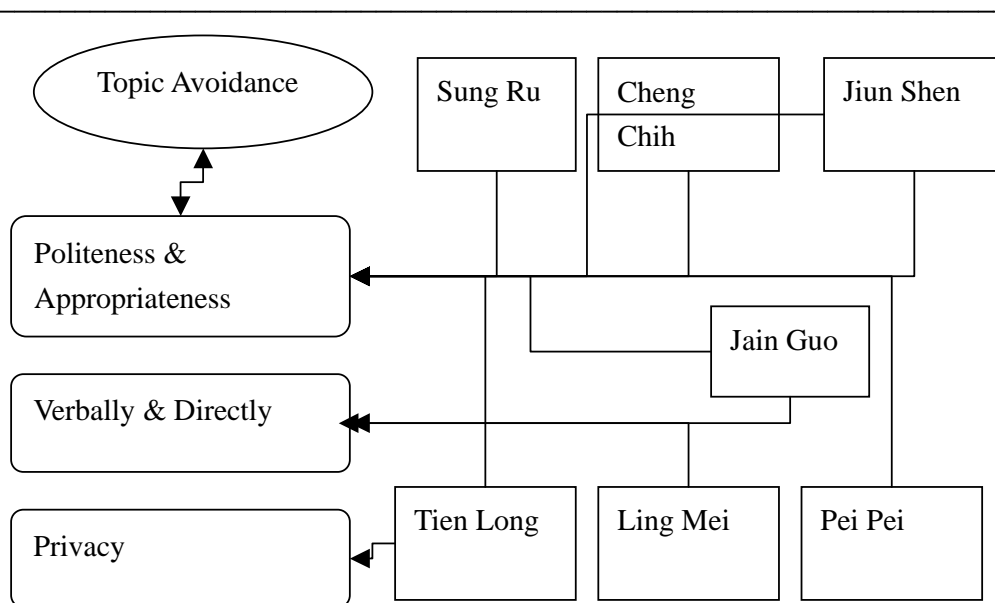 Topic Avoidance
Sung Ru
Cheng
Chih
Jiun Shen
Politeness &
Appropriateness
Jain Guo
Verbally & Directly
Tien Long
Ling Mei
Pei Pei
Privacy